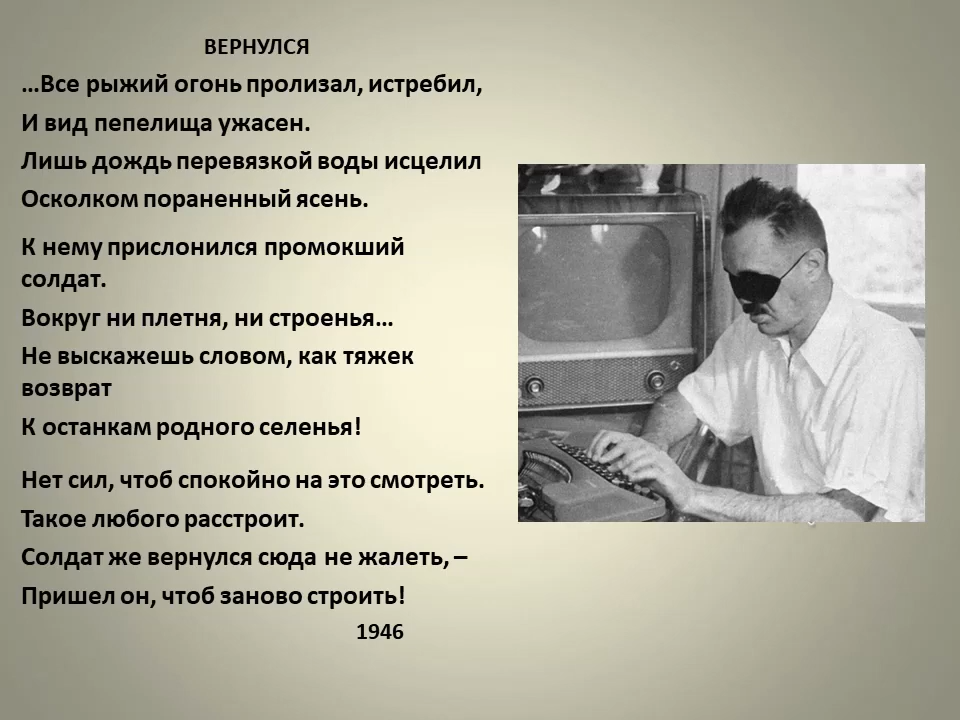 ВЕРНУЛСЯ
…Все рыжий огонь пролизал, истребил,
И вид пепелища ужасен.
Лишь дождь перевязкой воды исцелил
Осколком пораненный ясень.
К нему прислонился промокший
солдат.
Вокруг ни плетня, ни строенья…
Не выскажешь словом, как тяжек
возврат
К останкам родного селенья!
Нет сил, чтоб спокойно на это смотреть.
Такое любого расстроит.
Солдат же вернулся сюда не жалеть, –
Пришел он, чтоб заново строить!
1946